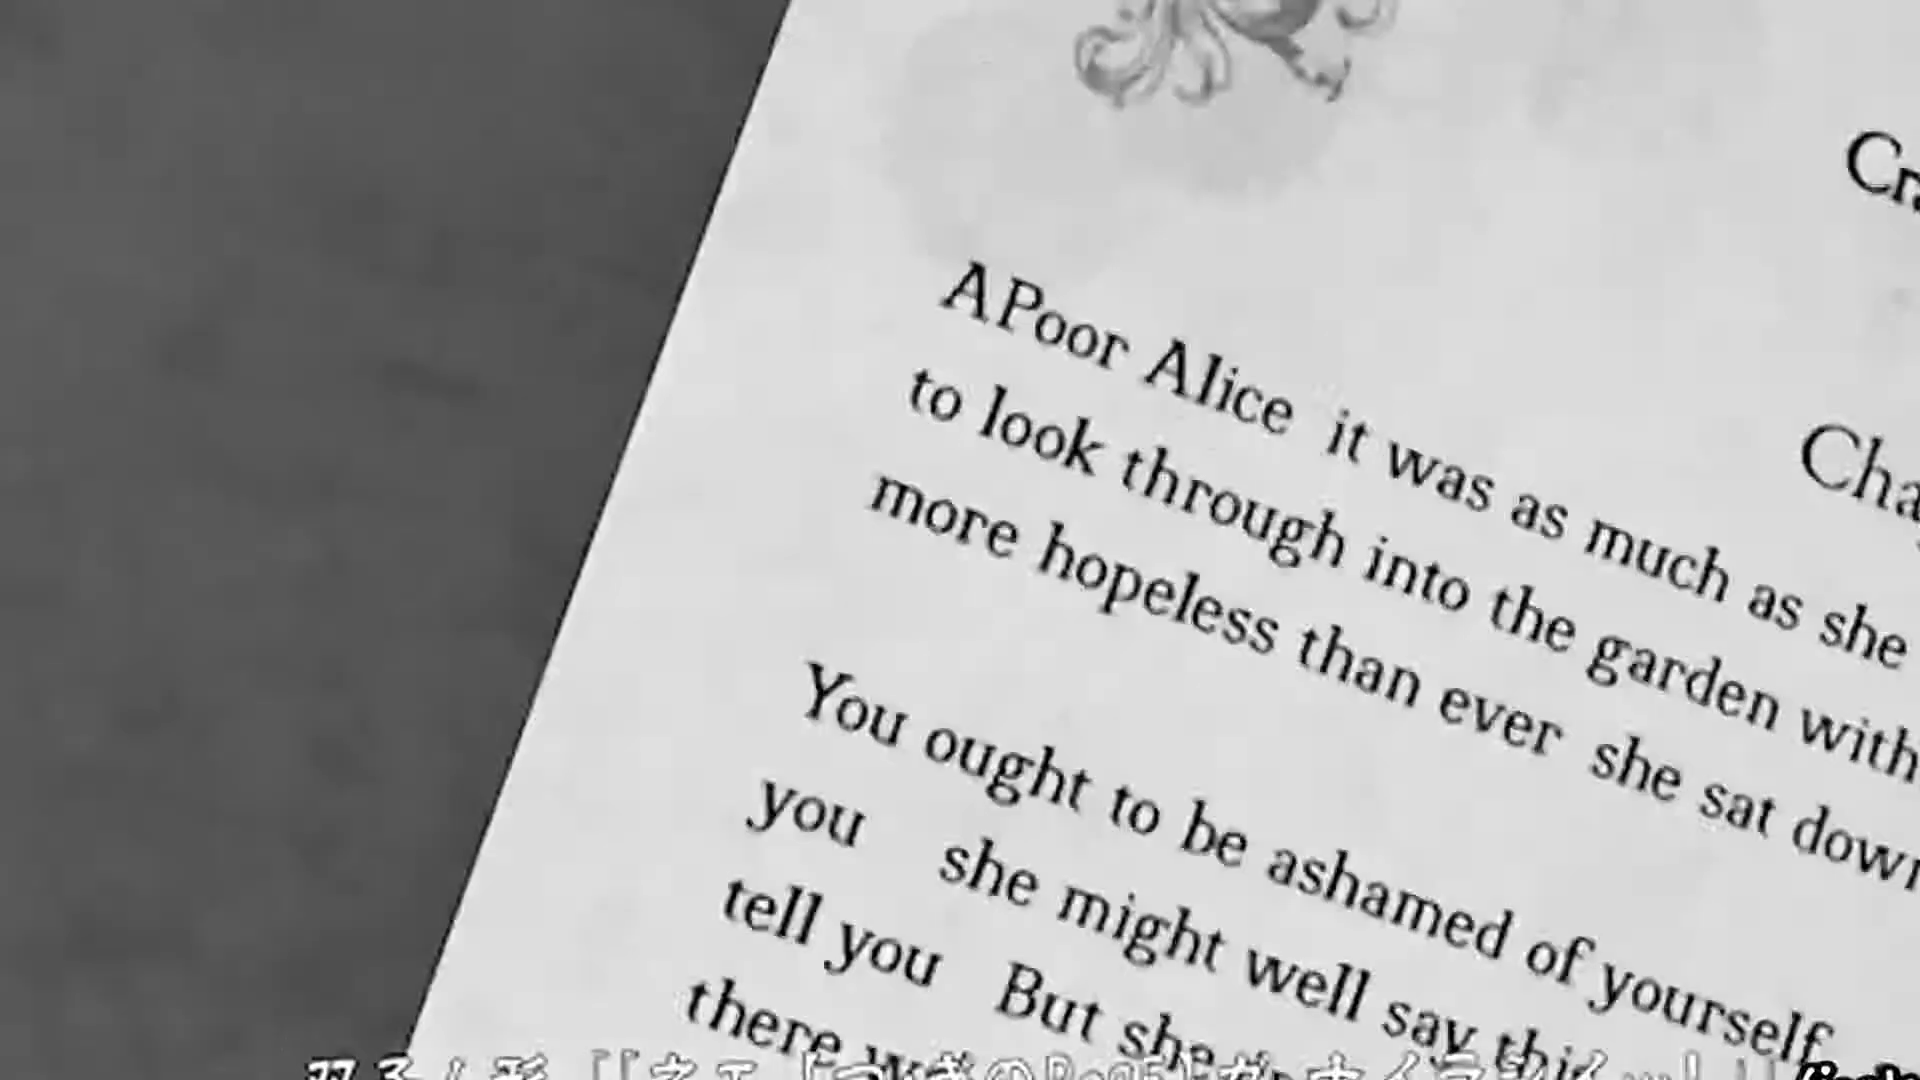 Cr
APoor Alice it was as much as she
Cha
to look through into the garden with
more hopeless than ever she sat down
You ought to be ashamed of yourself
you she might well say this
tell you But she
there w